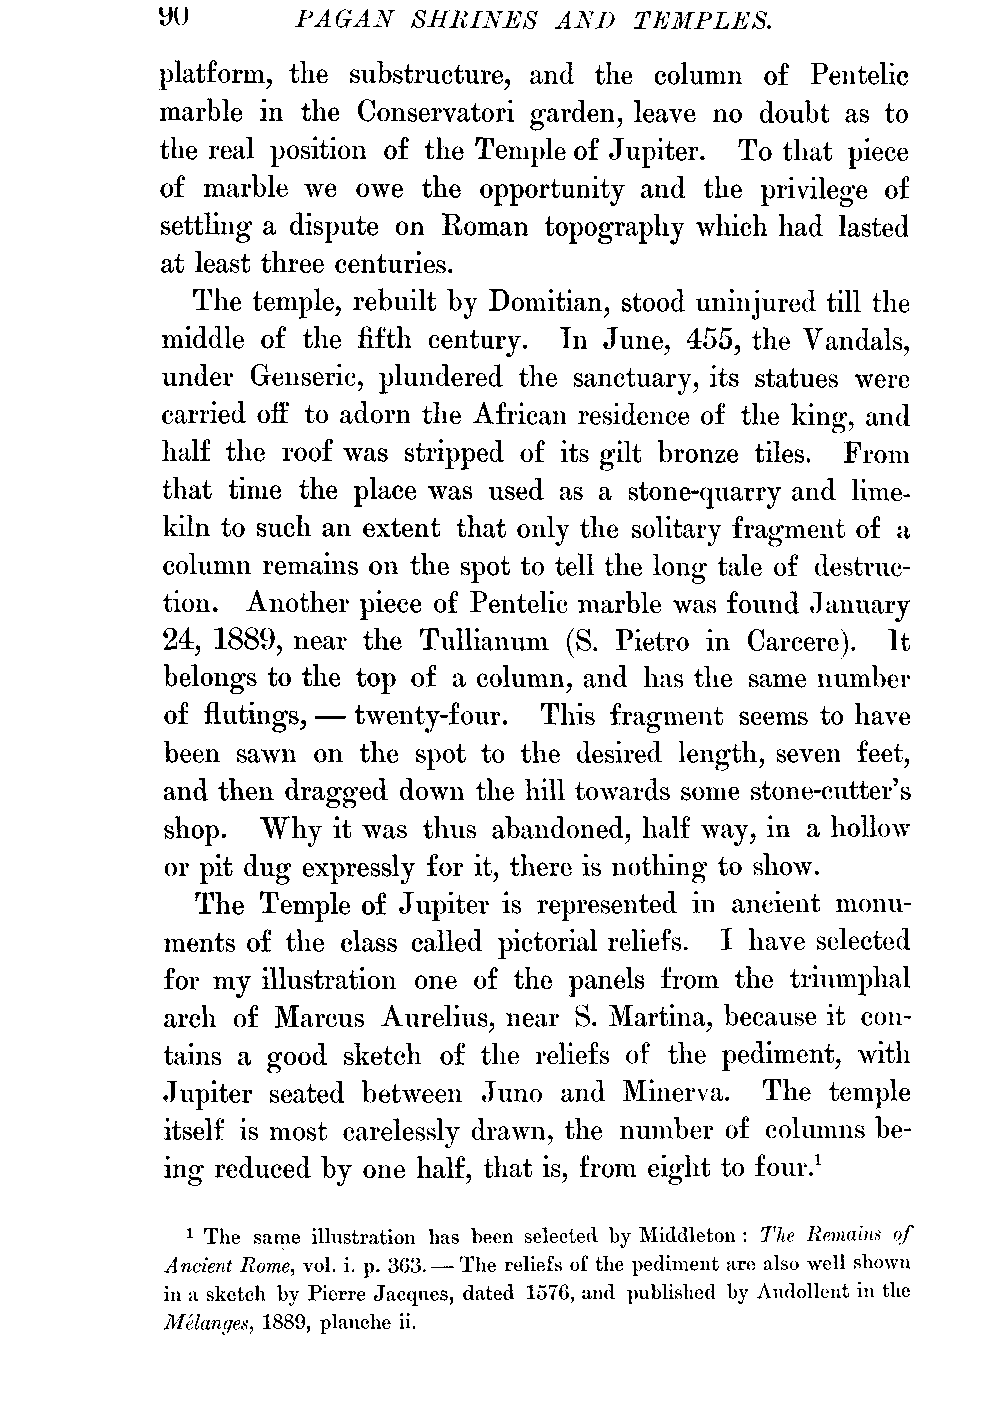 90 PAGAN SHRINES AND TEMPLES.
platform, the substructure, and the column of Pentelic
marble in the Conservatori garden, leave no doubt as to
the real position of the Temple of Jupiter. To that piece
of marble we owe the opportunity and the privilege of
settling a dispute on Roman topography which had lasted
at least three centuries.
The temple, rebuilt by Domitian, stood uninjured till the
middle of the fifth century. In June, 455, the Vandals,
under Genseric, plundered the sanctuary, its statues were
carried off to adorn the African residence of the king, and
half the roof was stripped of its gilt bronze tiles. From
that time the place was used as a stone-quarry and lime-
kiln to such an extent that only the solitary fragment of a
column remains on the spot to tell the long tale of destruc-
tion. Another piece of Pentelic marble was found January
24, 1889, near the Tullianum (S. Pietro in Carcere). It
belongs to the top of a column, and has the same number
of flutings, — twenty-four. This fragment seems to have
been sawn on the spot to the desired length, seven feet,
and then dragged down the hill towards some stone-cutter's
shop. Why it was thus abandoned, half way, in a hollow
or pit dug expressly for it, there is nothing to show.
The Temple of Jupiter is represented in ancient monu-
ments of the class called pictorial reliefs. I have selected
for my illustration one of the panels from the triumphal
arch of Marcus Aurelius, near S. Martina, because it con-
tains a good sketch of the reliefs of the pediment, with
Jupiter seated between Juno and Minerva. The temple
itself is most carelessly drawn, the number of columns be-
ing reduced by one half, that is, from eight to four.¹
¹ The same illustration has been selected by Middleton : The Remains of
Ancient Rome, vol. i. p. 363. — The reliefs of the pediment are also well shown
in a sketch by Pierre Jacques, dated 1576, and published by Audollent in the
Mélanges, 1889, planche ii.